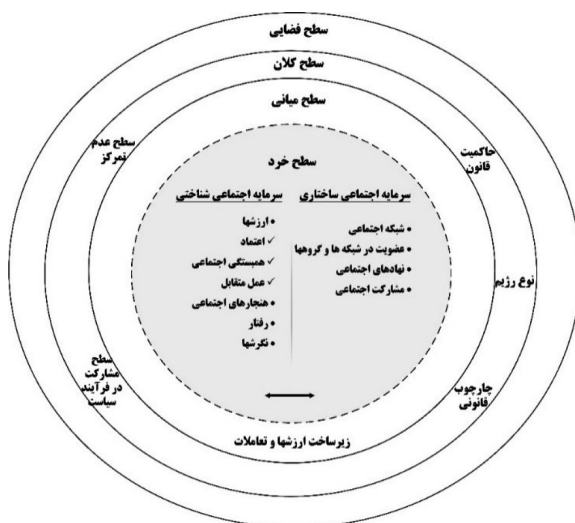 سطح فضایی
سطح کلان
سطح میانی
سطح عدم
تمرکز
حاکمیت
قانون
سطح خرد
سرمایه اجتماعی ساختاری
• شبکه اجتماعی
• عضویت در شبکه ها و گروهها
• نهادهای اجتماعی
• مشارکت اجتماعی
سرمایه اجتماعی شناختی
• ارزشها
✓ اعتماد
✓ همبستگی اجتماعی
✓ عمل متقابل
• هنجارهای اجتماعی
• رفتار
• نگرشها
نوع رژیم
سطح
مشارکت
در فرآیند
سیاست
چارچوب
قانونی
زیرساخت ارزشها و تعاملات